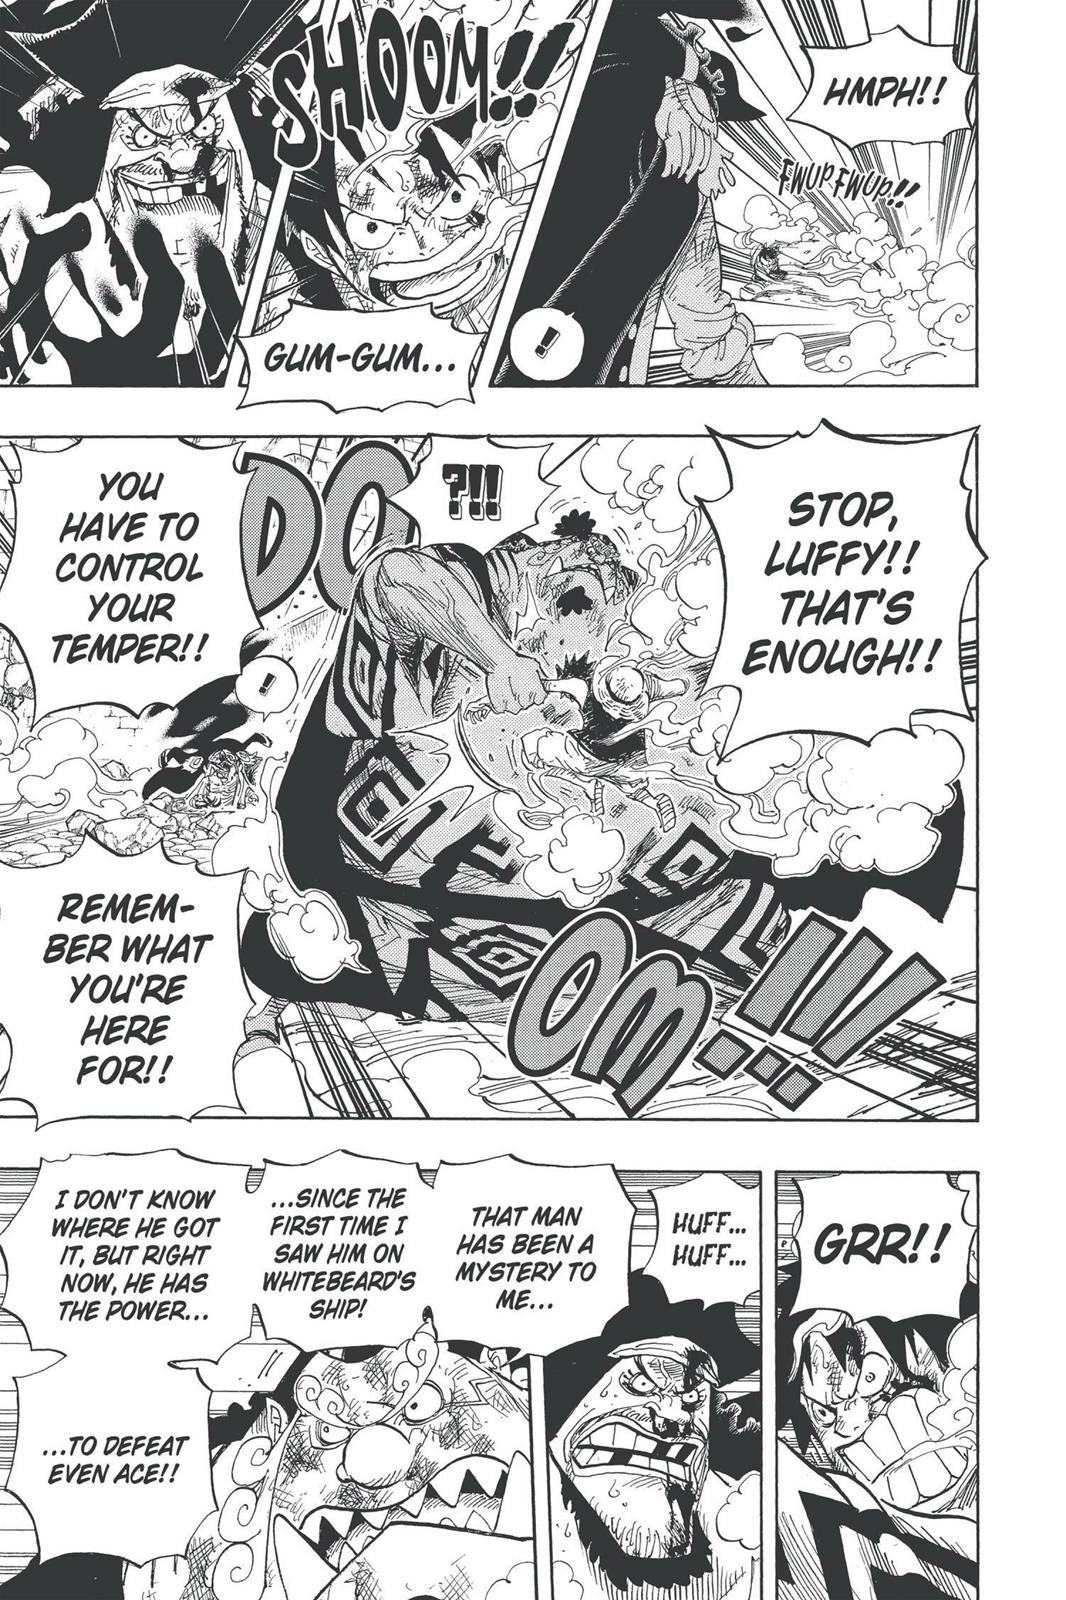 HMPH!!
FWUP, FWUP!!
!
SHOOM!!
GUM-GUM...
STOP,
LUFFY!!
THAT'S
ENOUGH!!
?!!
DOOM!!!
!
YOU
HAVE TO
CONTROL
YOUR
TEMPER!!
REMEM-
BER WHAT
YOU'RE
HERE
FOR!!
GRR!!
HUFF...
HUFF...
THAT MAN
HAS BEEN A
MYSTERY TO
ME...
...SINCE THE
FIRST TIME I
SAW HIM ON
WHITEBEARD'S
SHIP!
I DON'T KNOW
WHERE HE GOT
IT, BUT RIGHT
NOW, HE HAS
THE POWER...
...TO DEFEAT
EVEN ACE!!